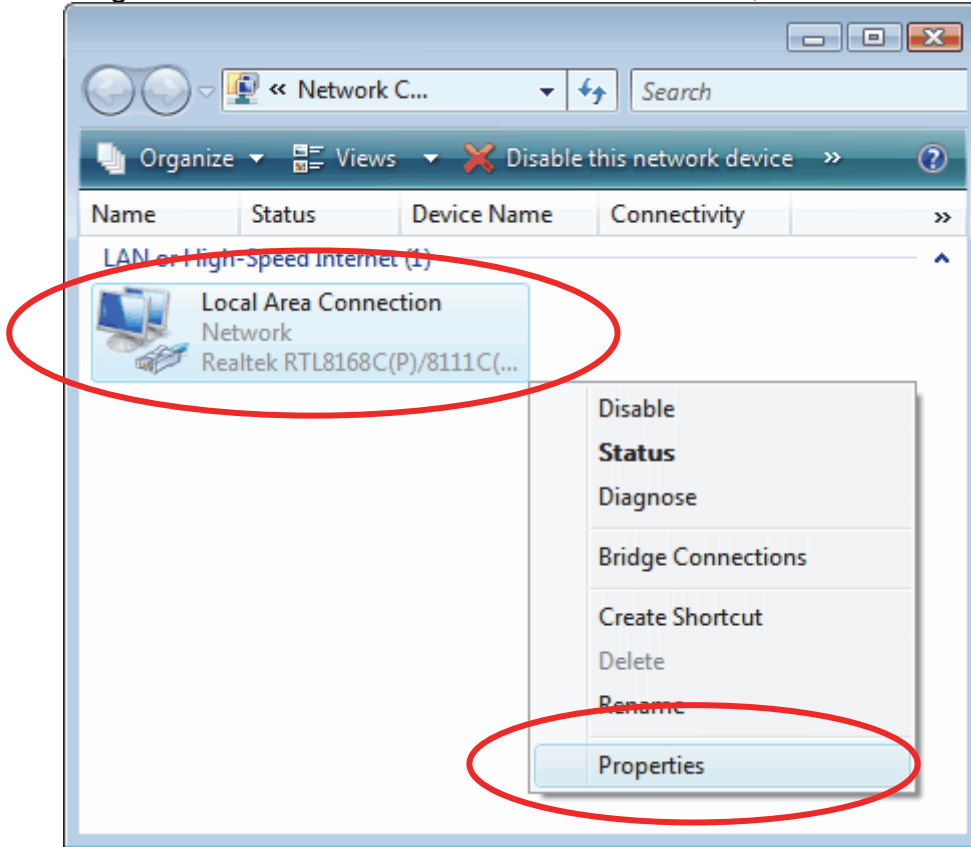 « Network C...
Search
Organize Views Disable this network device »
Name Status Device Name Connectivity »
LAN or High-Speed Internet (1)
Local Area Connection
Network
Realtek RTL8168C(P)/8111C(...
Disable
Status
Diagnose
Bridge Connections
Create Shortcut
Delete
Rename
Properties